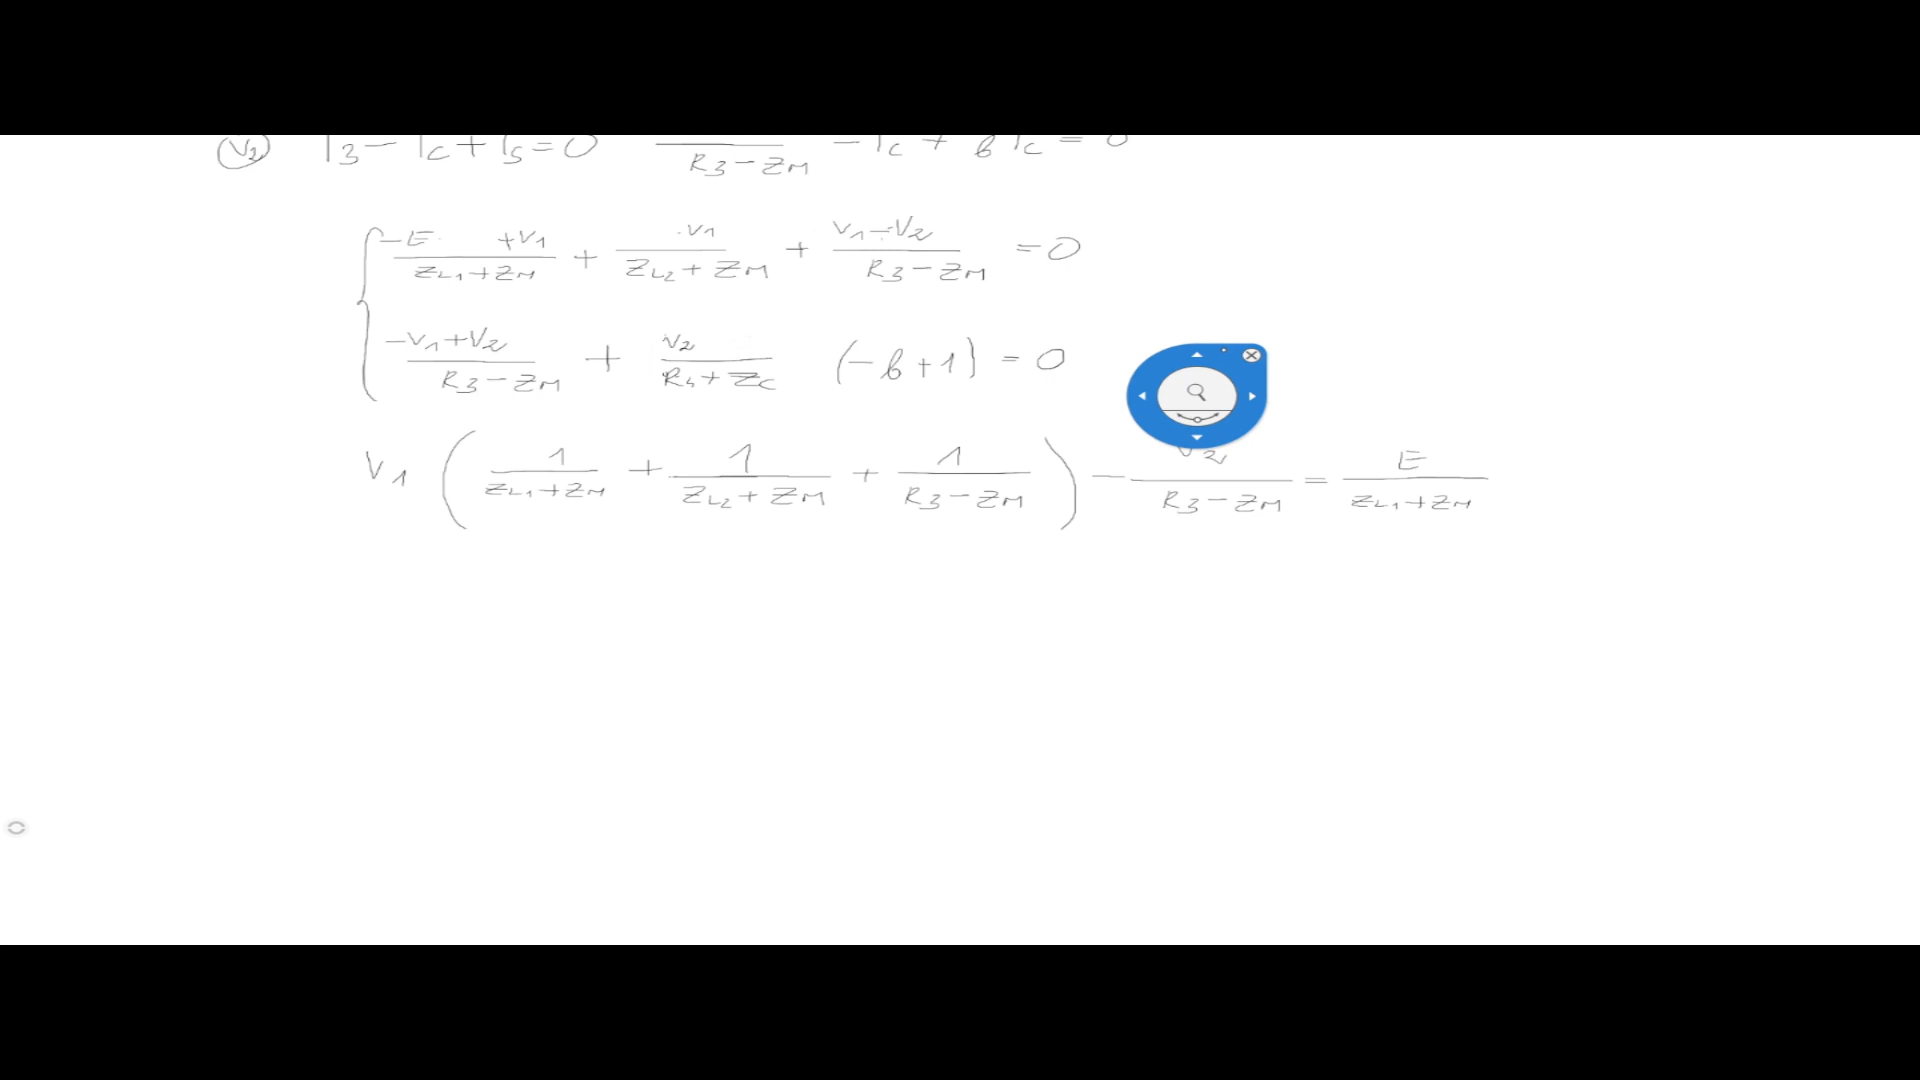 (V2) I3 - Ic + I5 = 0   / (R3 - ZM) - Ic + b Ic = 0
(-E + V1) / (ZL1 + ZM) + V1 / (ZL2 + ZM) + (V1 - V2) / (R3 - ZM) = 0
(-V1 + V2) / (R3 - ZM) + V2 / (R4 + ZC) (-b + 1) = 0
V1 ( 1 / (ZL1 + ZM) + 1 / (ZL2 + ZM) + 1 / (R3 - ZM) ) - V2 / (R3 - ZM) = E / (ZL1 + ZM)